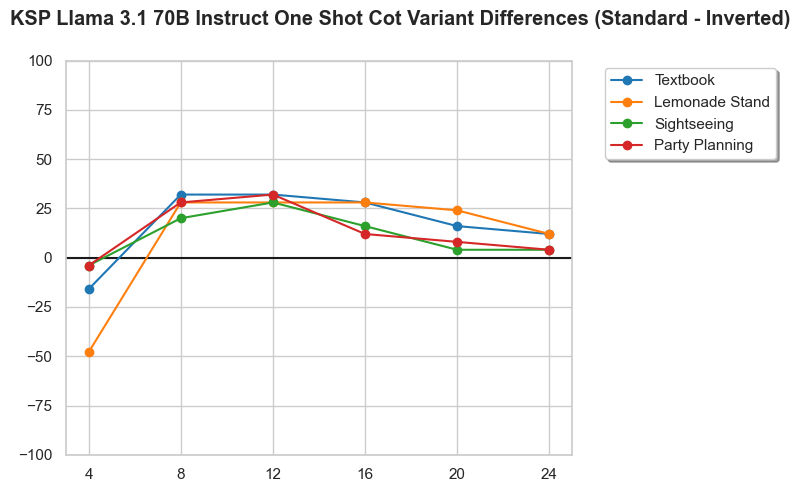 KSP Llama 3.1 70B Instruct One Shot Cot Variant Differences (Standard - Inverted)
100
75
50
25
0
−25
−50
−75
−100
4 8 12 16 20 24
Textbook
Lemonade Stand
Sightseeing
Party Planning